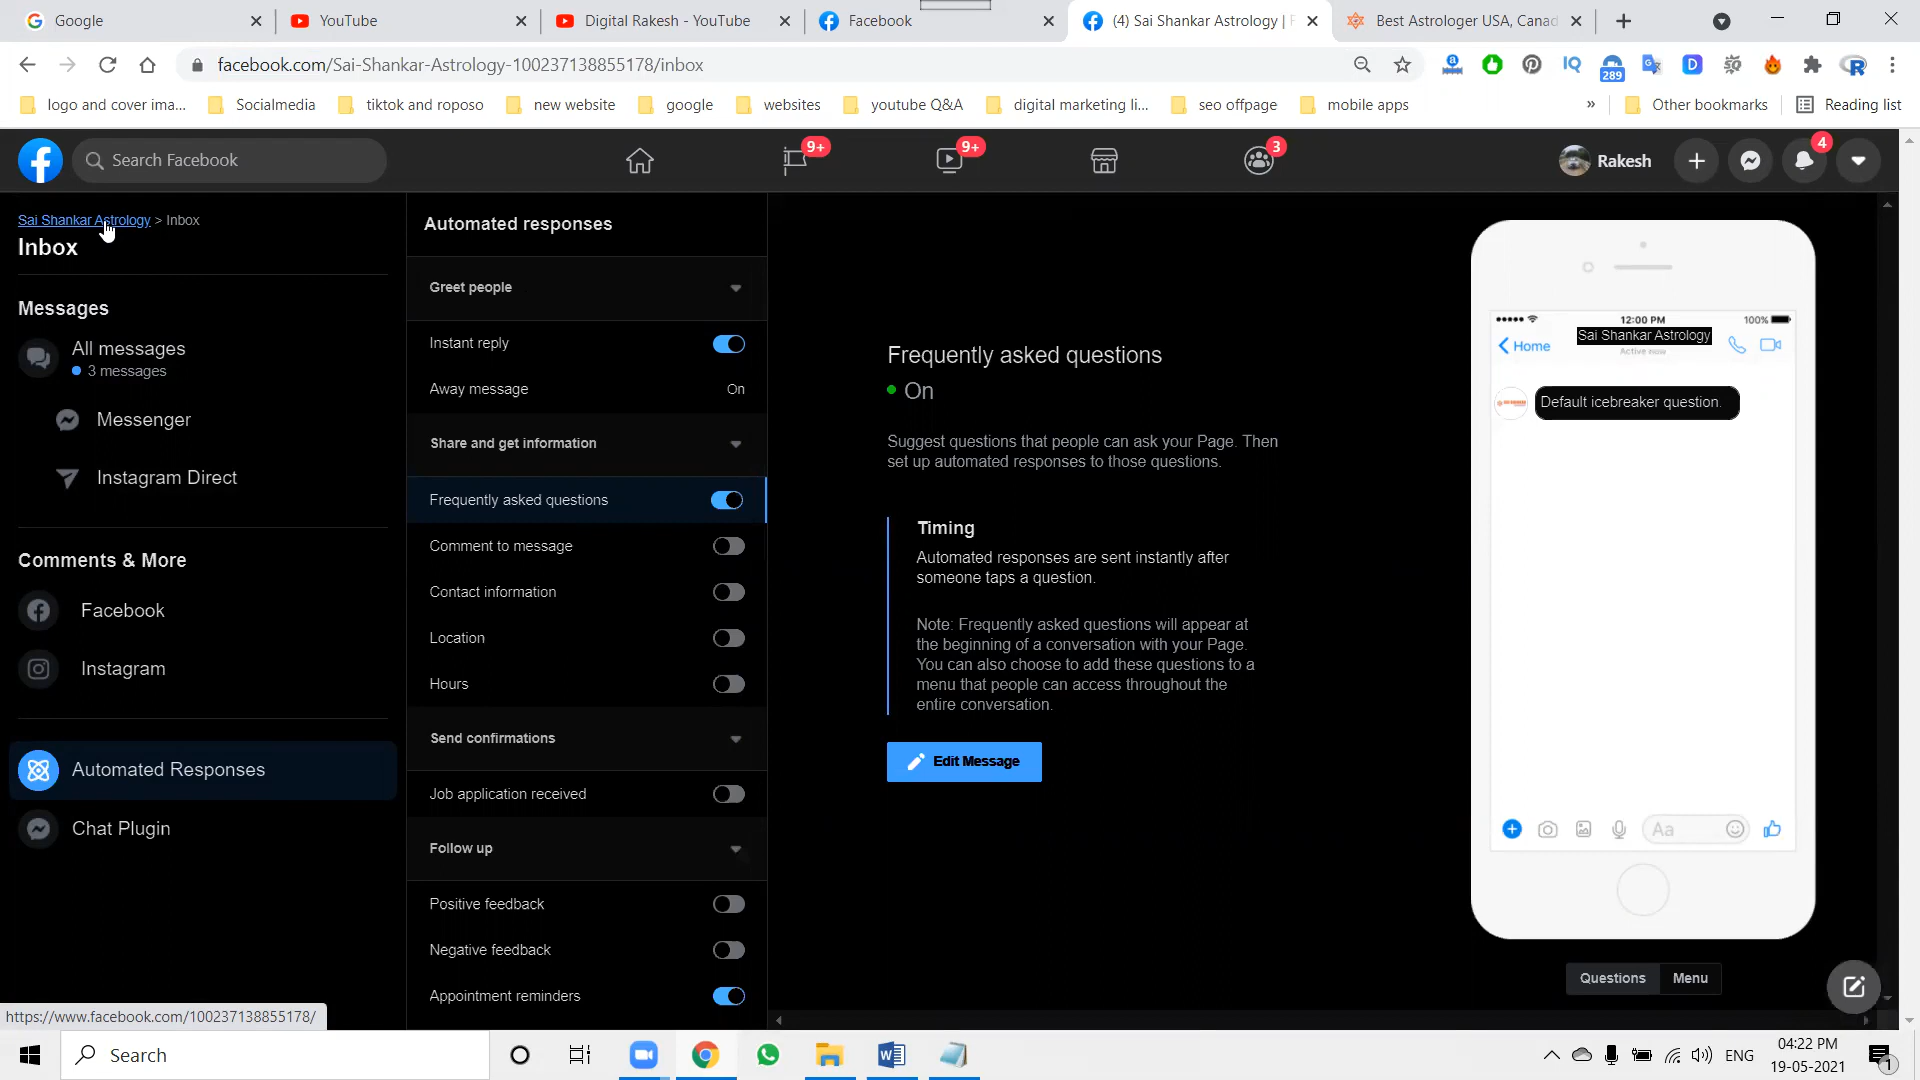 Google
YouTube
Digital Rakesh - YouTube
Facebook
(4) Sai Shankar Astrology | F
Best Astrologer USA, Canad
facebook.com/Sai-Shankar-Astrology-100237138855178/inbox
289
logo and cover ima...
Socialmedia
tiktok and roposo
new website
google
websites
youtube Q&A
digital marketing li...
seo offpage
mobile apps
»
Other bookmarks
Reading list
Search Facebook
9+
9+
3
Rakesh
4
Sai Shankar Astrology > Inbox
Inbox
Messages
All messages
3 messages
Messenger
Instagram Direct
Comments & More
Facebook
Instagram
Automated Responses
Chat Plugin
https://www.facebook.com/100237138855178/
Automated responses
Greet people
Instant reply
Away message On
Share and get information
Frequently asked questions
Comment to message
Contact information
Location
Hours
Send confirmations
Job application received
Follow up
Positive feedback
Negative feedback
Appointment reminders
Frequently asked questions
On
Suggest questions that people can ask your Page. Then
set up automated responses to those questions.
Timing
Automated responses are sent instantly after
someone taps a question.
Note: Frequently asked questions will appear at
the beginning of a conversation with your Page.
You can also choose to add these questions to a
menu that people can access throughout the
entire conversation.
Edit Message
12:00 PM
100%
Home
Sai Shankar Astrology
Active now
Default icebreaker question.
Aa
Questions
Menu
Search
ENG
04:22 PM
19-05-2021
1